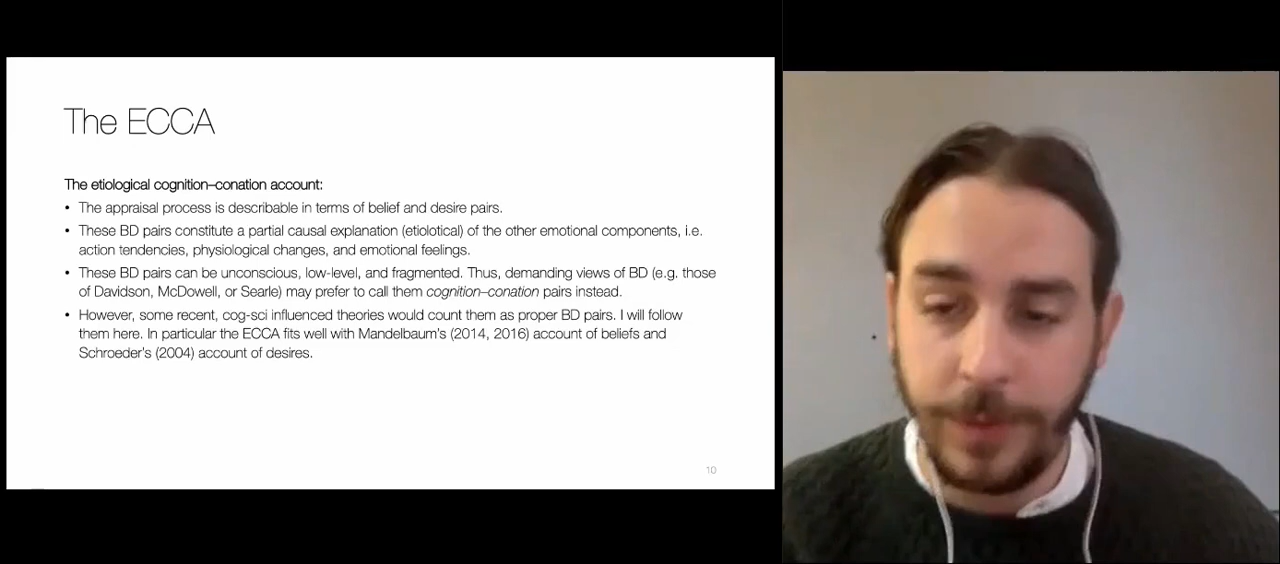 The ECCA
The etiological cognition–conation account:
• The appraisal process is describable in terms of belief and desire pairs.
• These BD pairs constitute a partial causal explanation (etiolotical) of the other emotional components, i.e.
action tendencies, physiological changes, and emotional feelings.
• These BD pairs can be unconscious, low-level, and fragmented. Thus, demanding views of BD (e.g. those
of Davidson, McDowell, or Searle) may prefer to call them cognition–conation pairs instead.
• However, some recent, cog-sci influenced theories would count them as proper BD pairs. I will follow
them here. In particular the ECCA fits well with Mandelbaum's (2014, 2016) account of beliefs and
Schroeder's (2004) account of desires.
10